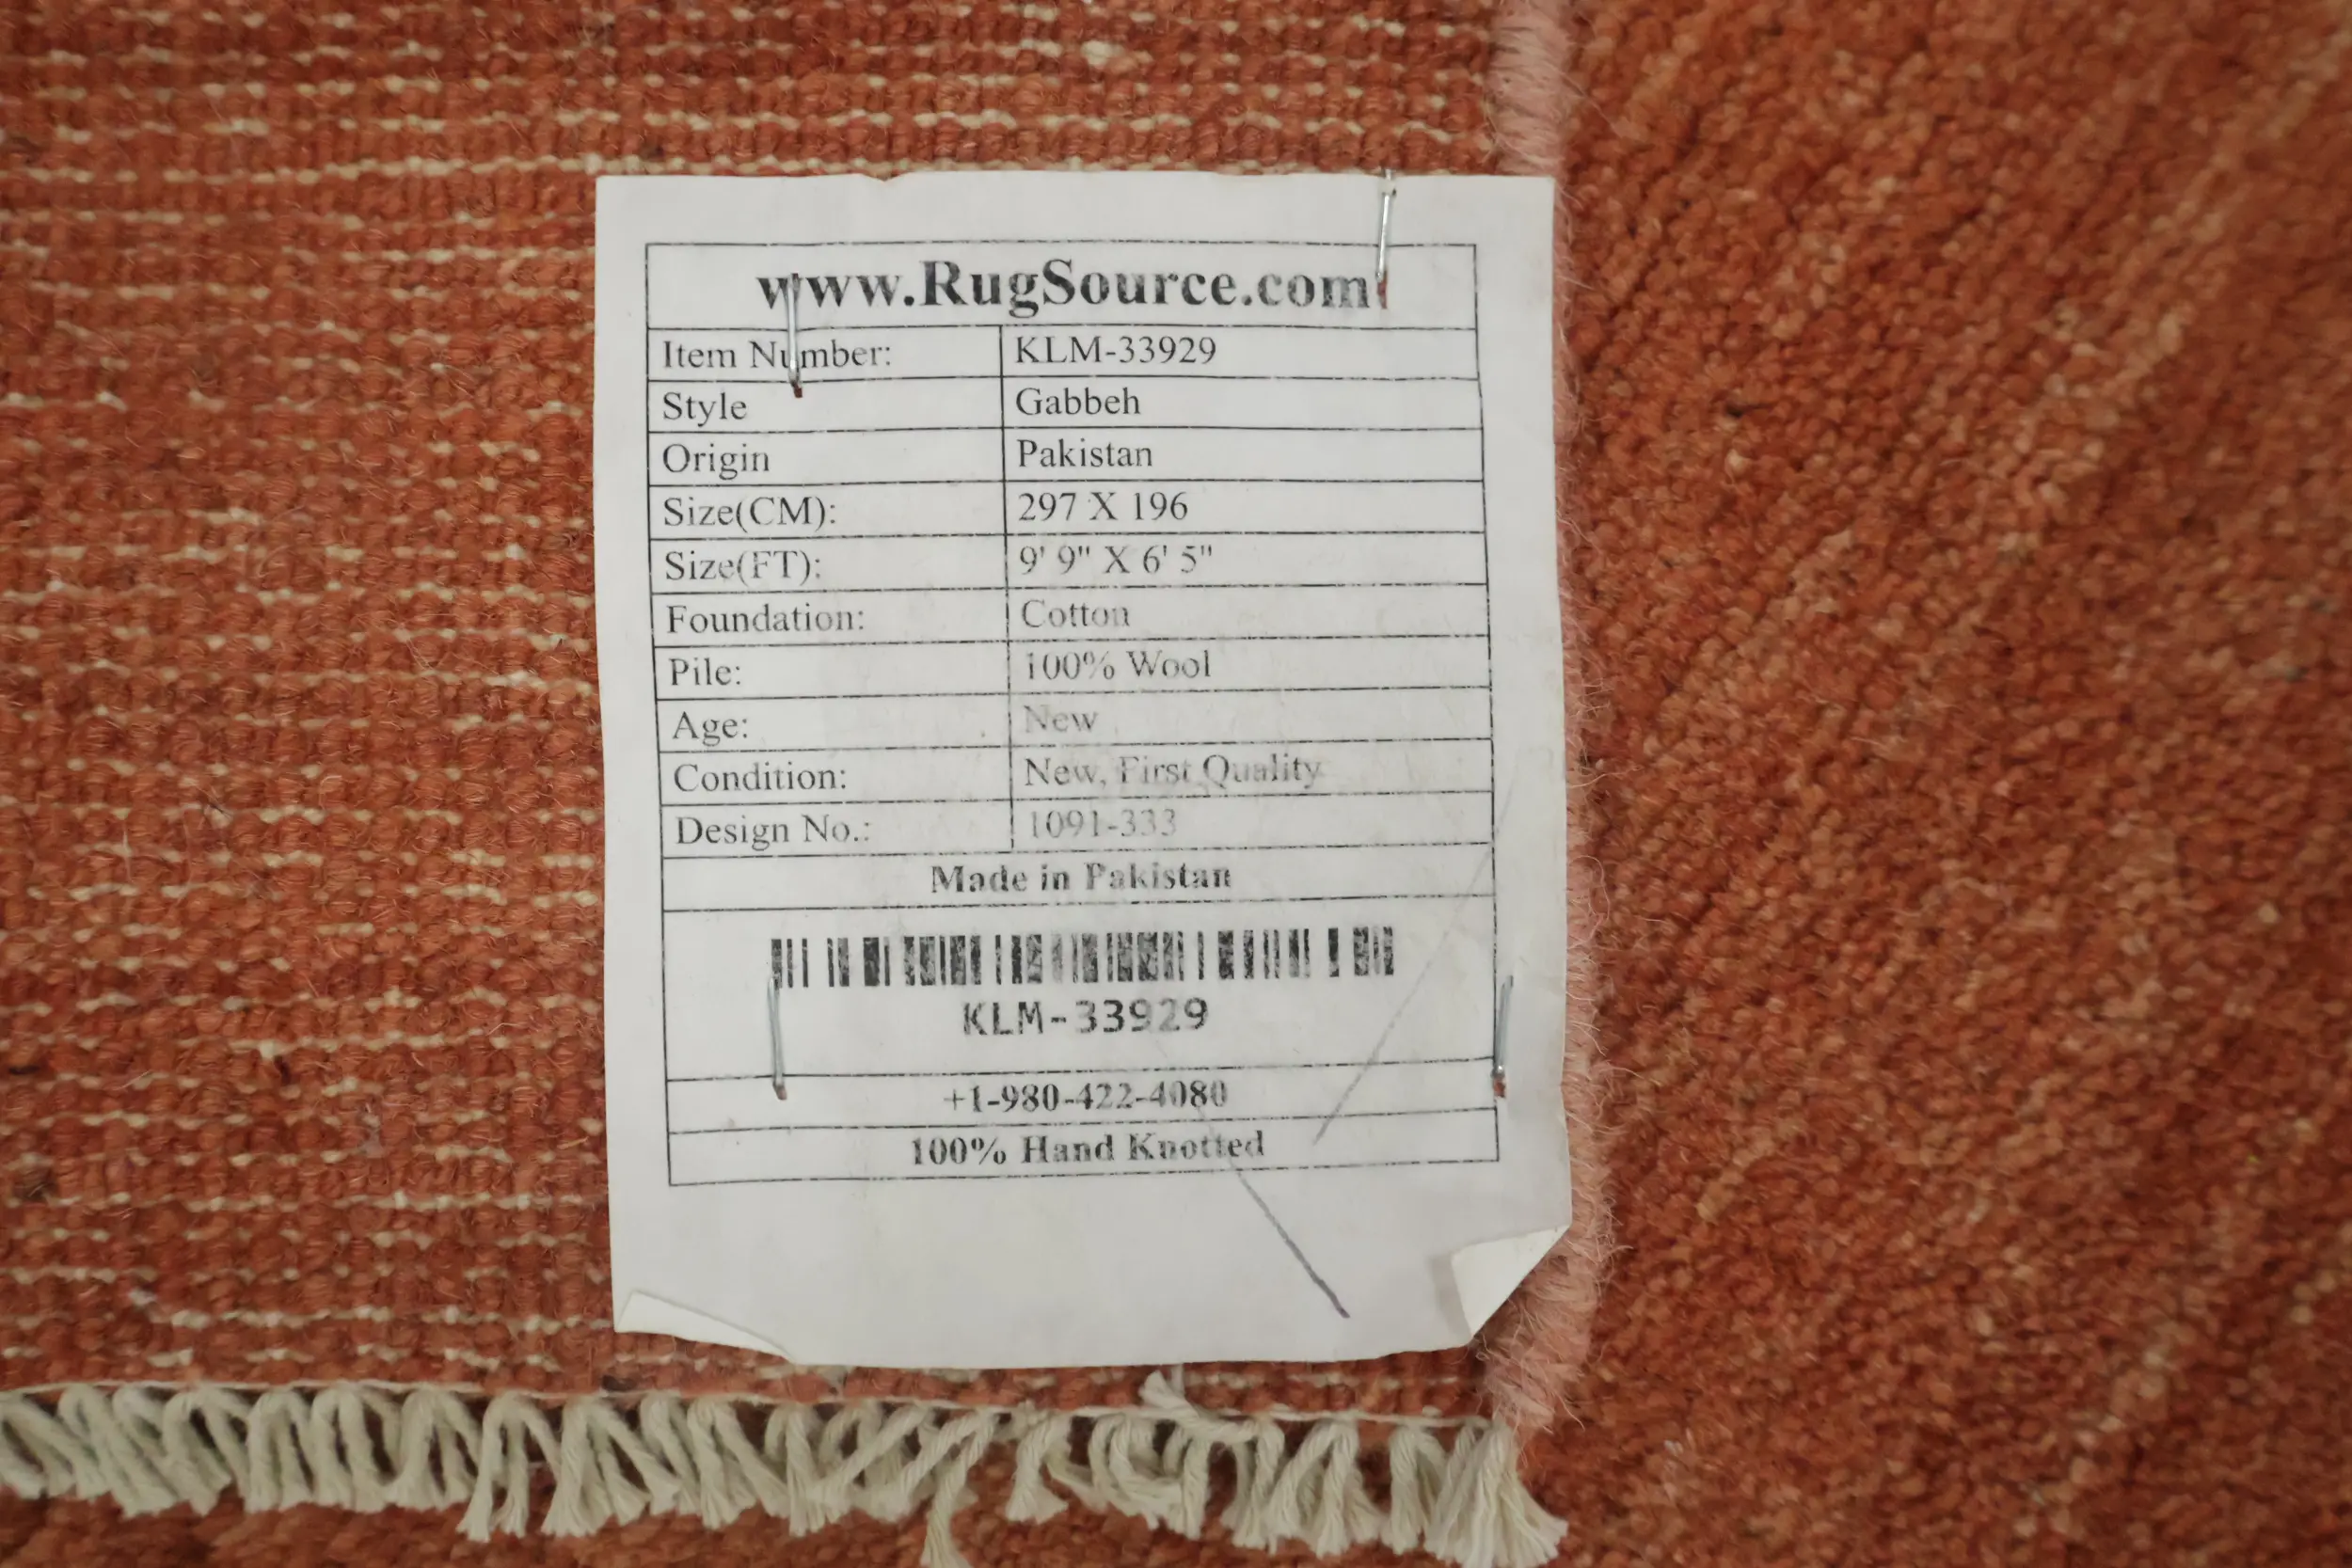 www.RugSource.com
Item Number: KLM-33929
Style Gabbeh
Origin Pakistan
Size(CM): 297 X 196
Size(FT): 9' 9" X 6' 5"
Foundation: Cotton
Pile: 100% Wool
Age: New
Condition: New, First Quality
Design No.: 1091-333
Made in Pakistan
KLM-33929
+1-980-422-4080
100% Hand Knotted